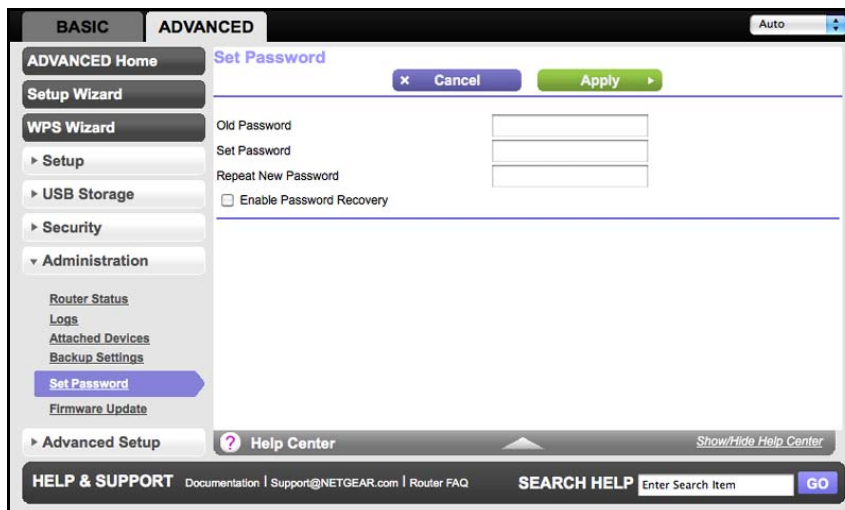 BASIC
ADVANCED
Auto
ADVANCED Home
Setup Wizard
WPS Wizard
Setup
USB Storage
Security
Administration
Router Status
Logs
Attached Devices
Backup Settings
Set Password
Firmware Update
Advanced Setup
Set Password
× Cancel
Apply
Old Password
Set Password
Repeat New Password
Enable Password Recovery
? Help Center
Show/Hide Help Center
HELP & SUPPORT Documentation | Support@NETGEAR.com | Router FAQ
SEARCH HELP Enter Search Item GO